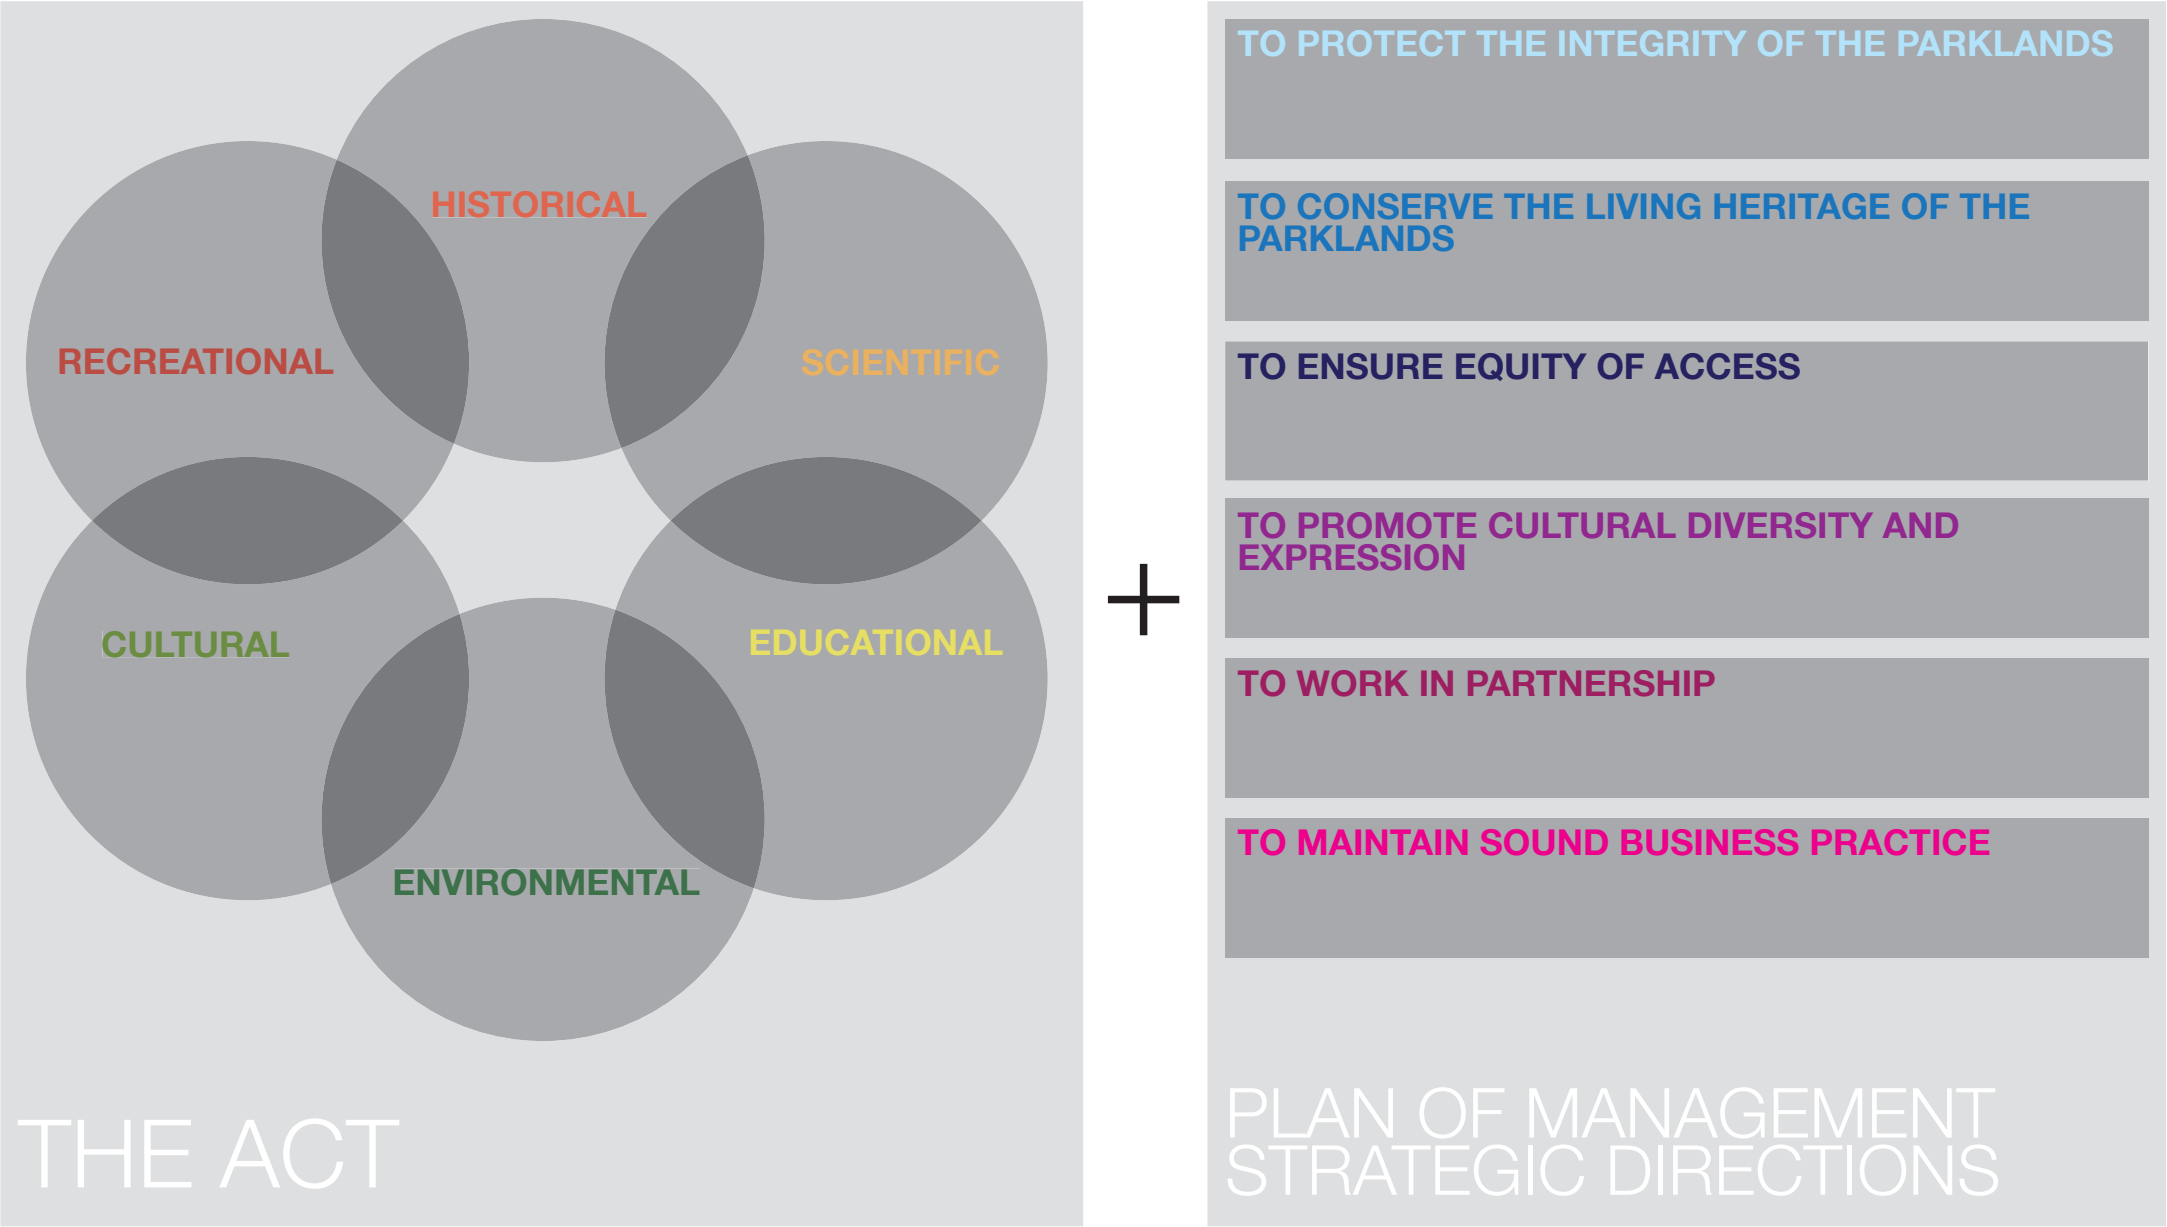 HISTORICAL
RECREATIONAL
SCIENTIFIC
CULTURAL
EDUCATIONAL
ENVIRONMENTAL
THE ACT
+
TO PROTECT THE INTEGRITY OF THE PARKLANDS
TO CONSERVE THE LIVING HERITAGE OF THE
PARKLANDS
TO ENSURE EQUITY OF ACCESS
TO PROMOTE CULTURAL DIVERSITY AND
EXPRESSION
TO WORK IN PARTNERSHIP
TO MAINTAIN SOUND BUSINESS PRACTICE
PLAN OF MANAGEMENT
STRATEGIC DIRECTIONS